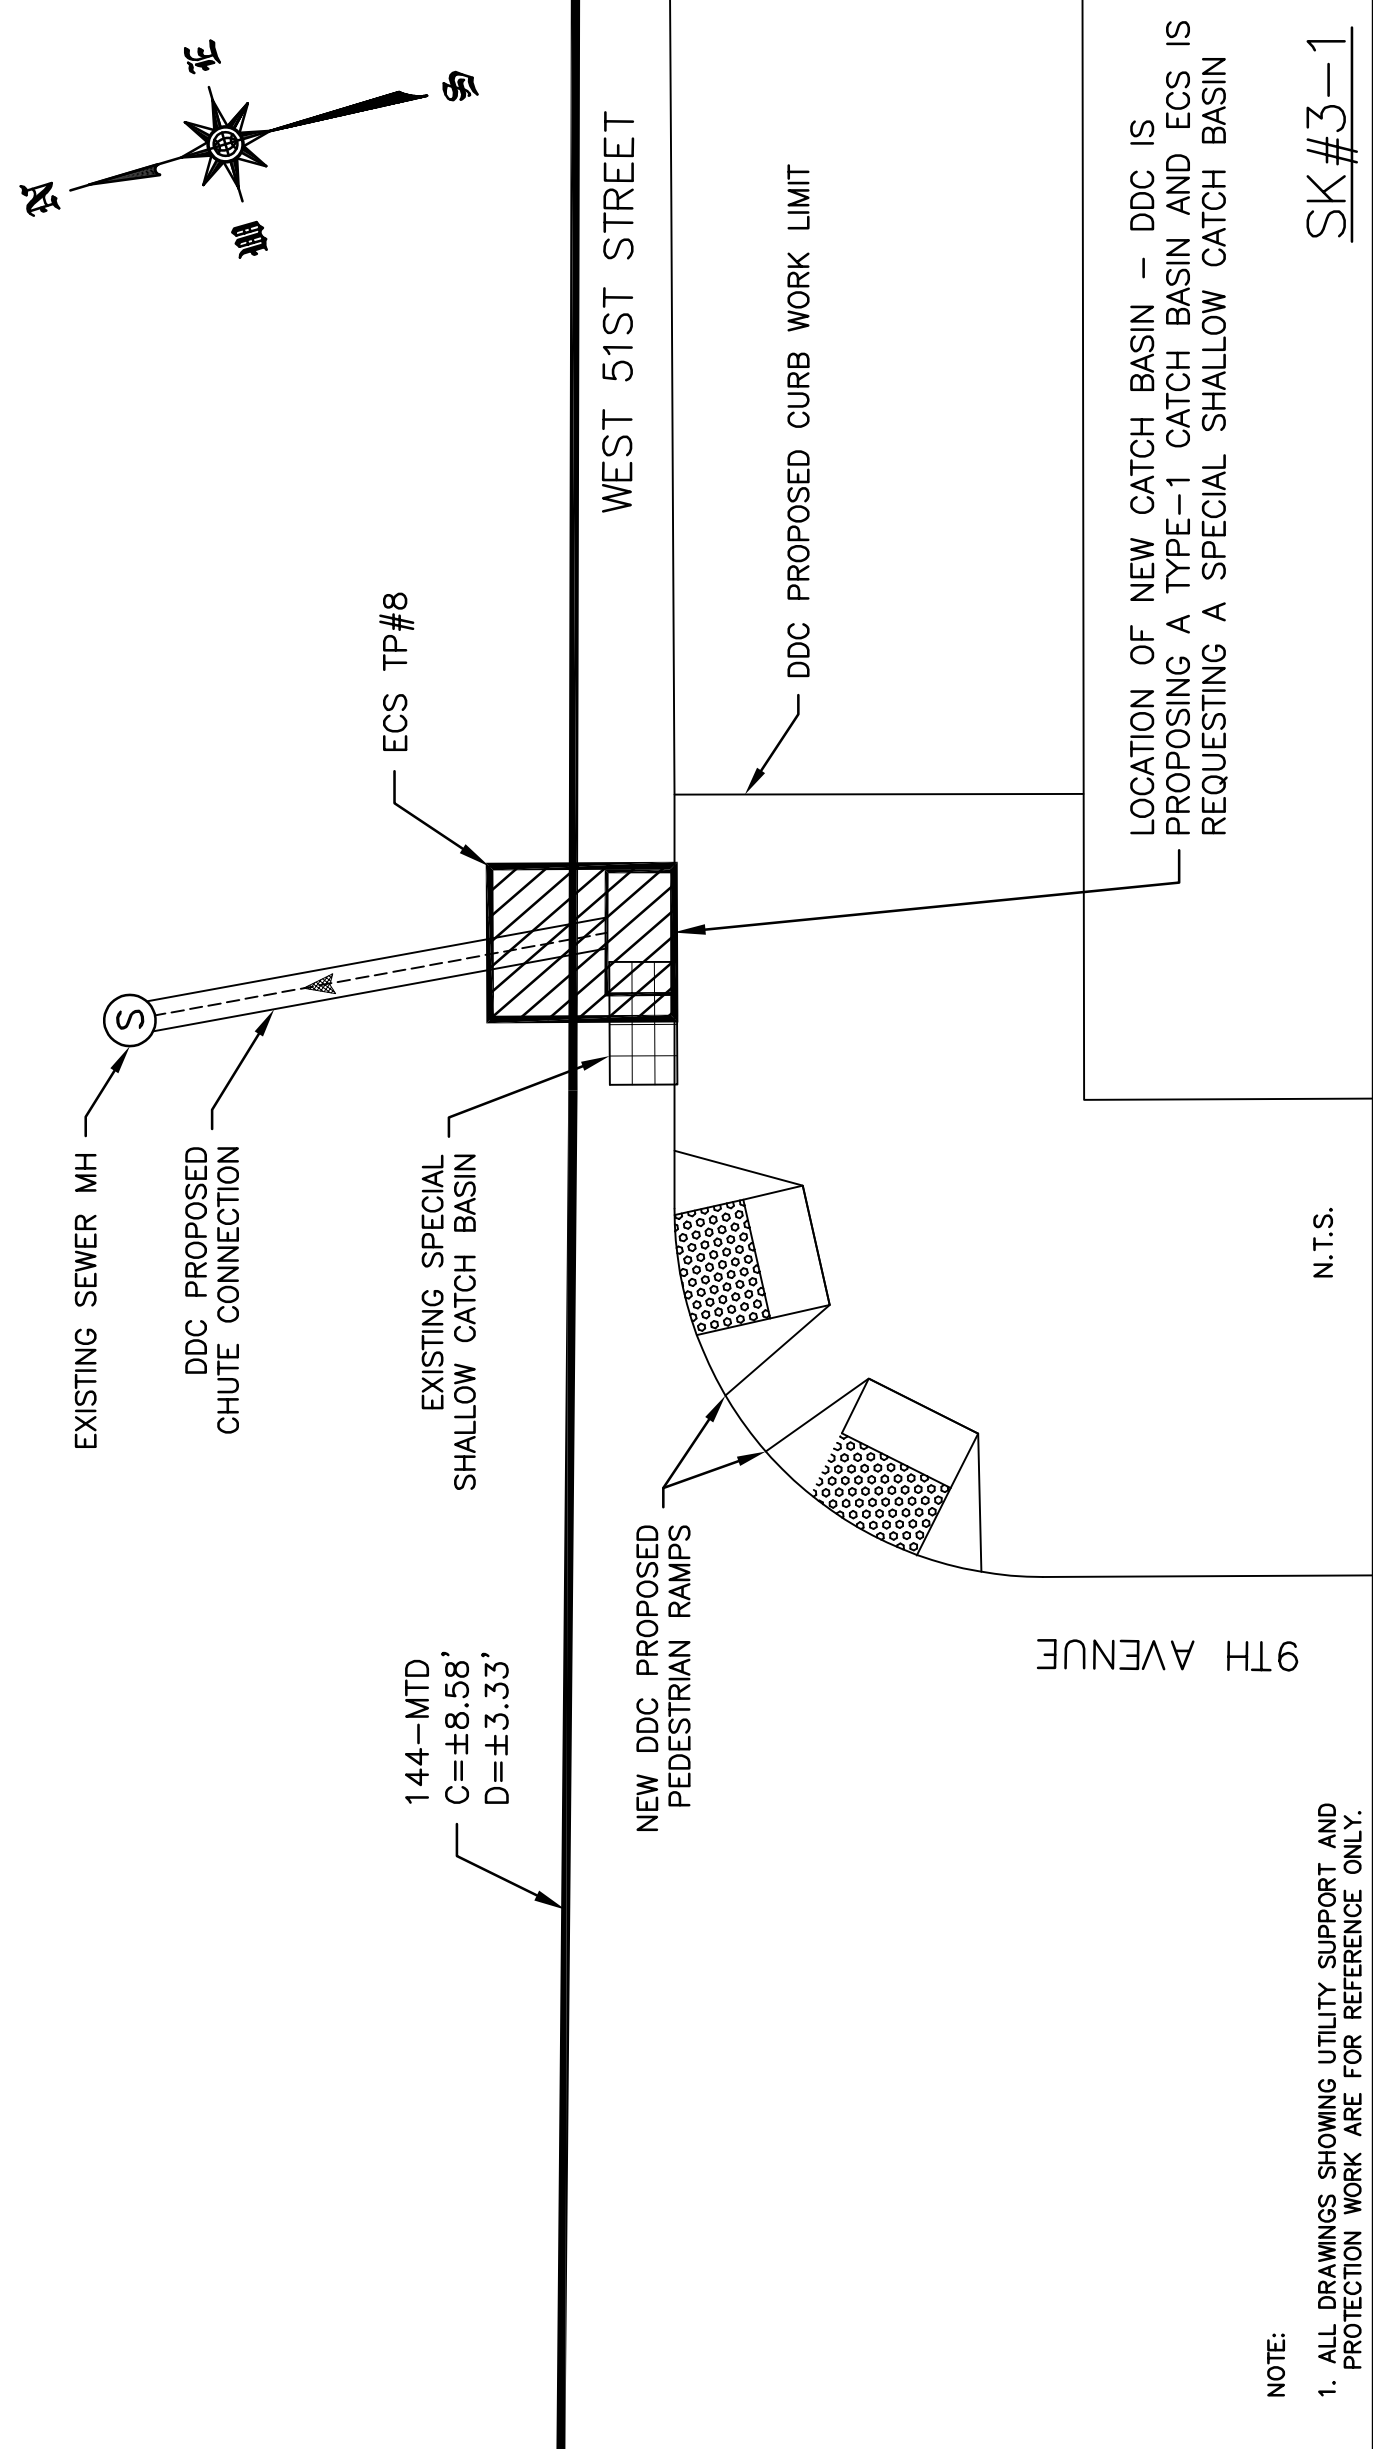 N
E
W
S
EXISTING SEWER MH
DDC PROPOSED
CHUTE CONNECTION
S
ECS TP#8
EXISTING SPECIAL
SHALLOW CATCH BASIN
144-MTD
C=±8.58'
D=±3.33'
WEST 51ST STREET
NEW DDC PROPOSED
PEDESTRIAN RAMPS
DDC PROPOSED CURB WORK LIMIT
9TH AVENUE
LOCATION OF NEW CATCH BASIN - DDC IS
PROPOSING A TYPE-1 CATCH BASIN AND ECS IS
REQUESTING A SPECIAL SHALLOW CATCH BASIN
NOTE:
1. ALL DRAWINGS SHOWING UTILITY SUPPORT AND
PROTECTION WORK ARE FOR REFERENCE ONLY.
N.T.S.
SK#3-1